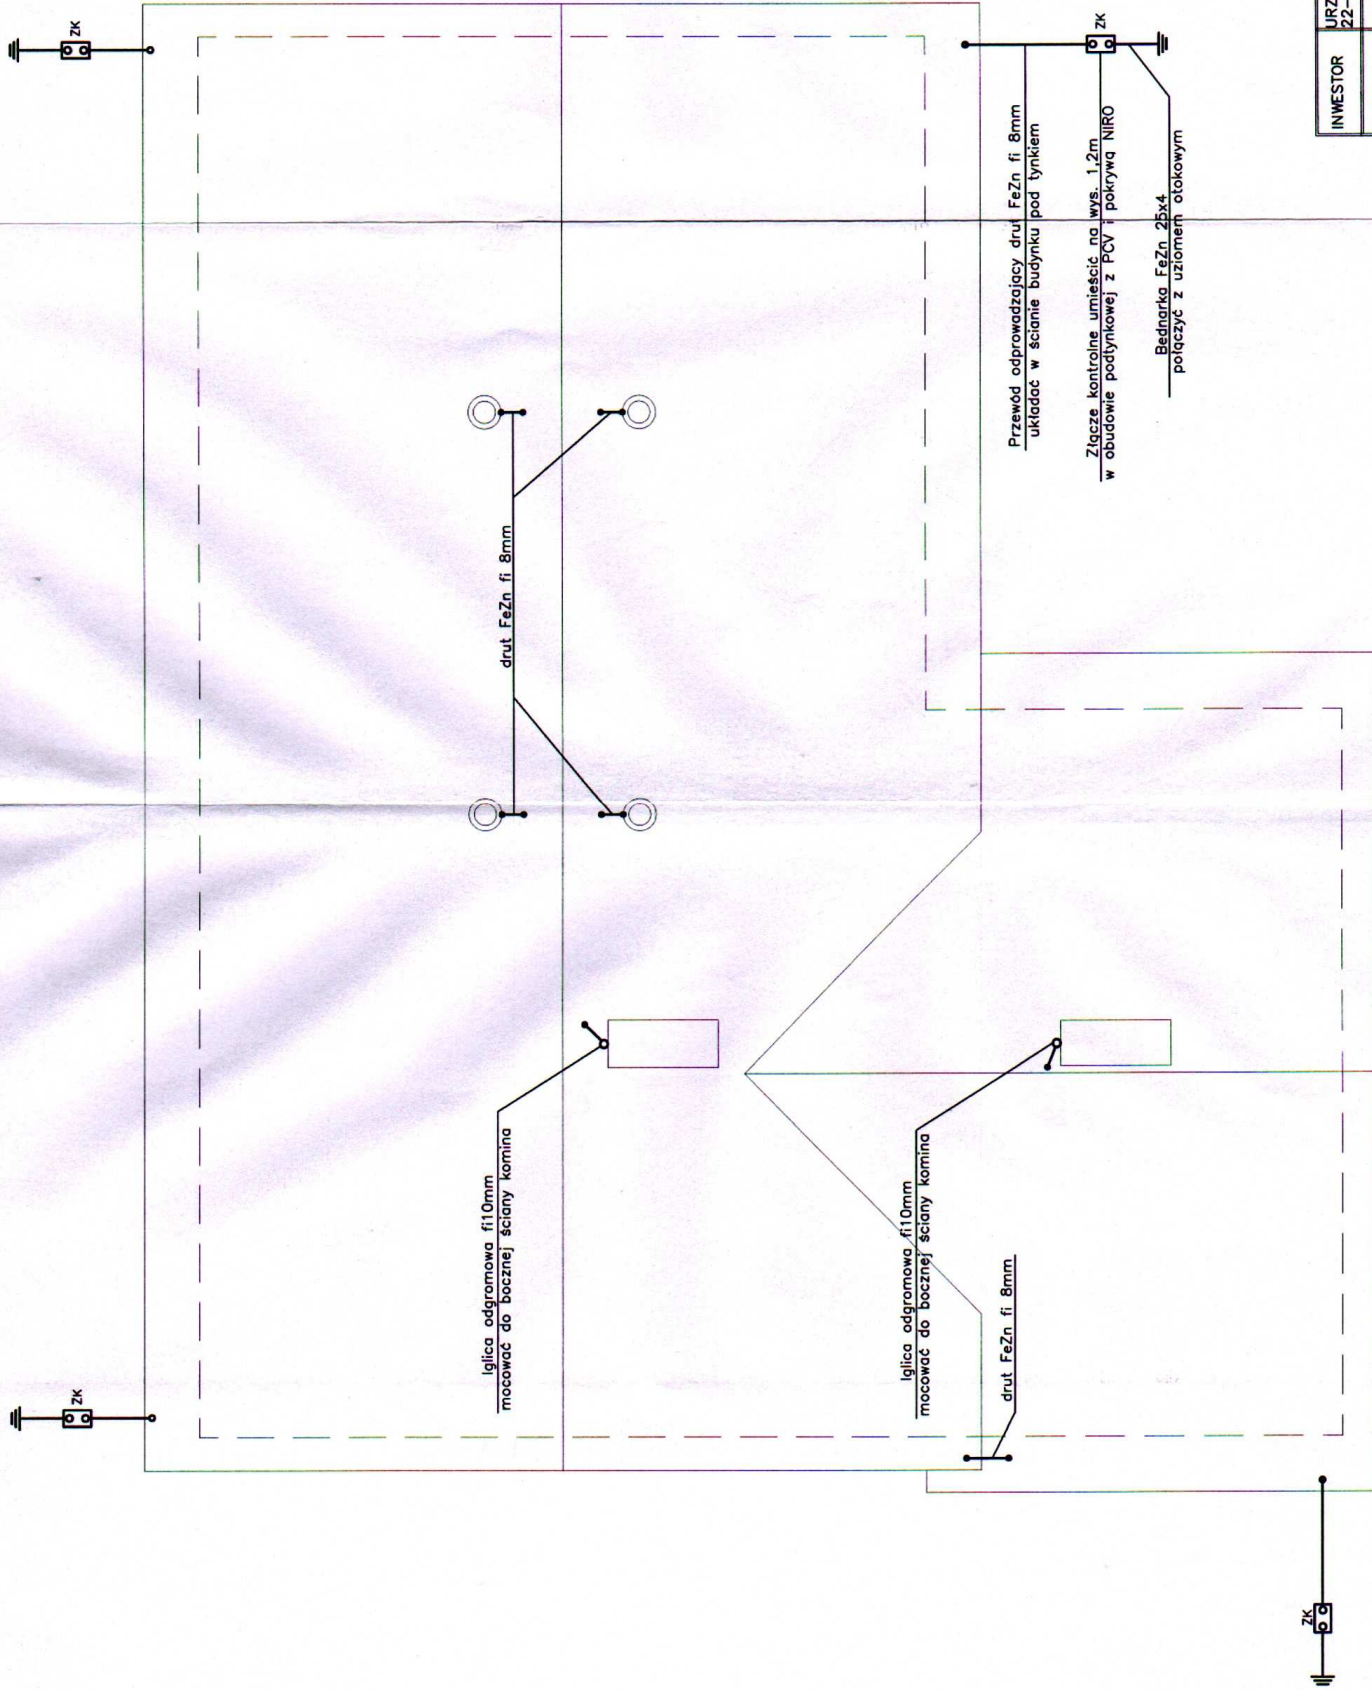 ZK
ZK
drut FeZn fi 8mm
Iglica odgromowa fi10mm
mocować do bocznej ściany komina
Iglica odgromowa fi10mm
mocować do bocznej ściany komina
drut FeZn fi 8mm
Przewód odprowadzający drut FeZn fi 8mm
układać w ścianie budynku pod tynkiem
ZK
Złącze kontrolne umieścić na wys. 1,2m
w obudowie podtynkowej z PCV i pokrywą NIRO
Bednarka FeZn 25x4
połączyć z uziomem otokowym
ZK
INWESTOR
URZ
22-